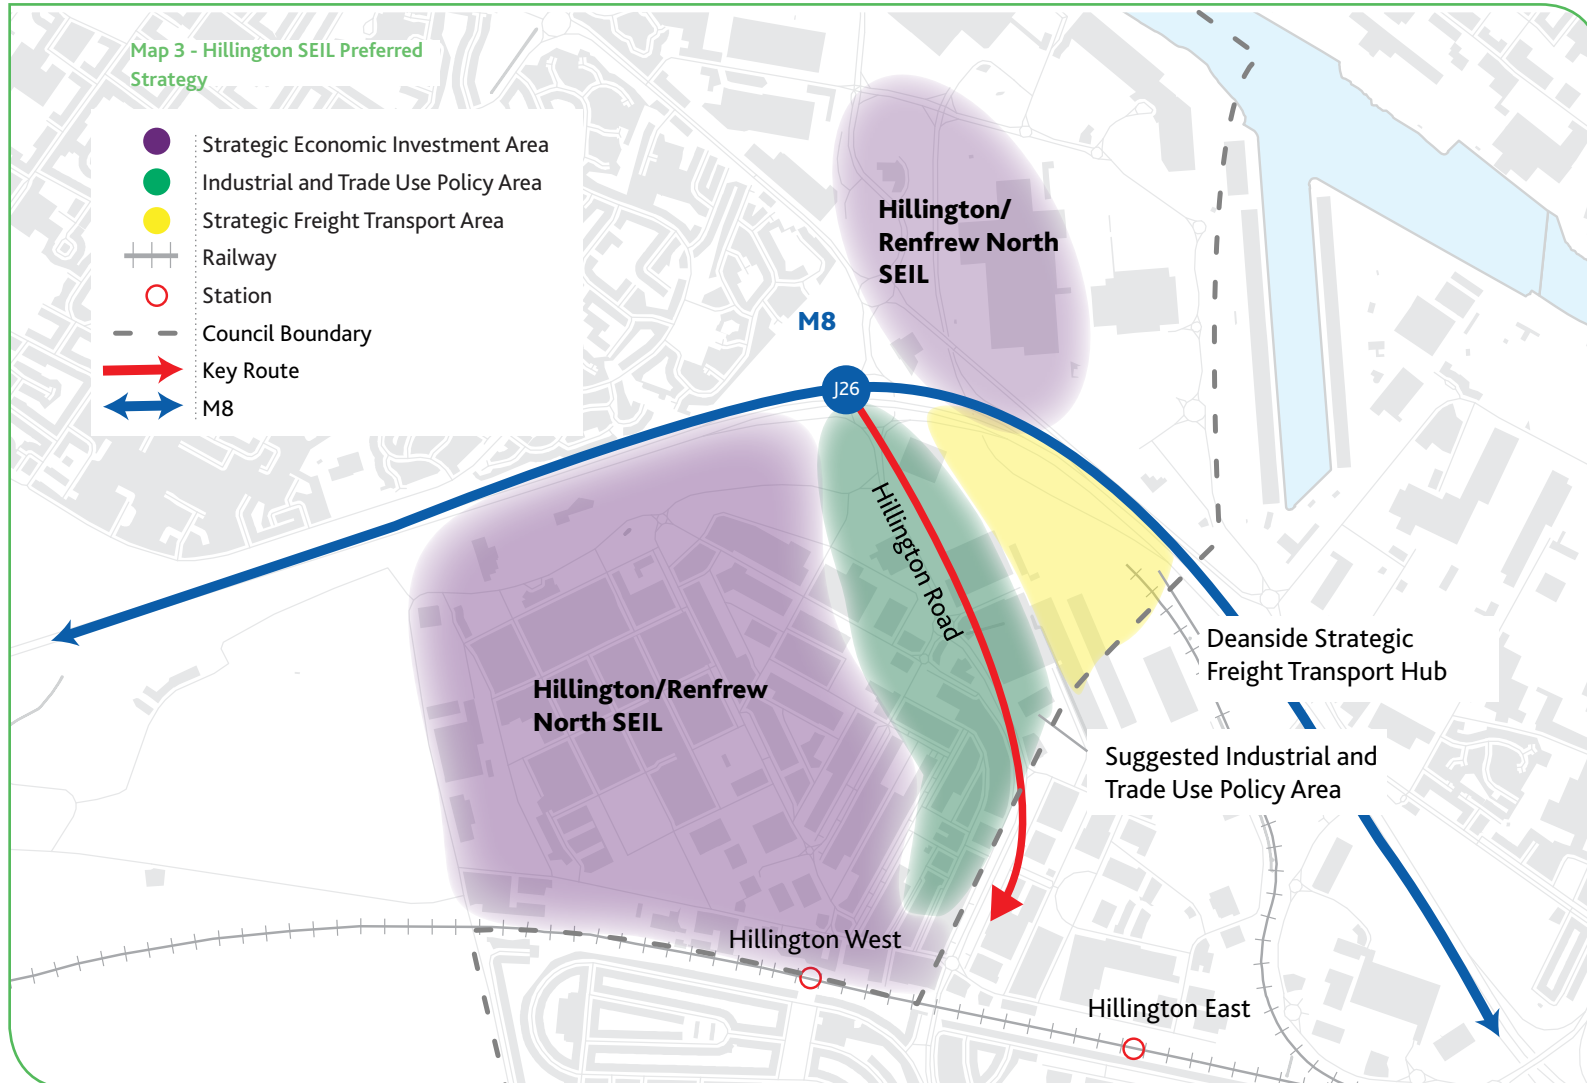 Map 3 - Hillington SEIL Preferred
Strategy
Strategic Economic Investment Area
Industrial and Trade Use Policy Area
Strategic Freight Transport Area
Railway
Station
Council Boundary
Key Route
M8
Hillington/
Renfrew North
SEIL
M8
J26
Hillington Road
Hillington/Renfrew
North SEIL
Deanside Strategic
Freight Transport Hub
Suggested Industrial and
Trade Use Policy Area
Hillington West
Hillington East